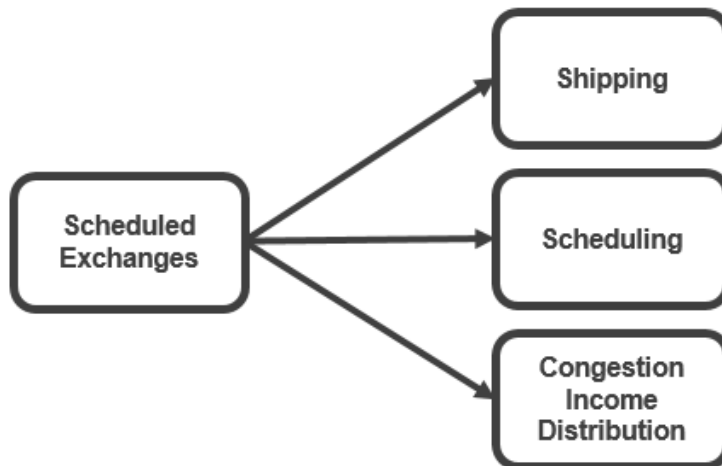 Shipping
Scheduled
Exchanges
Scheduling
Congestion
Income
Distribution